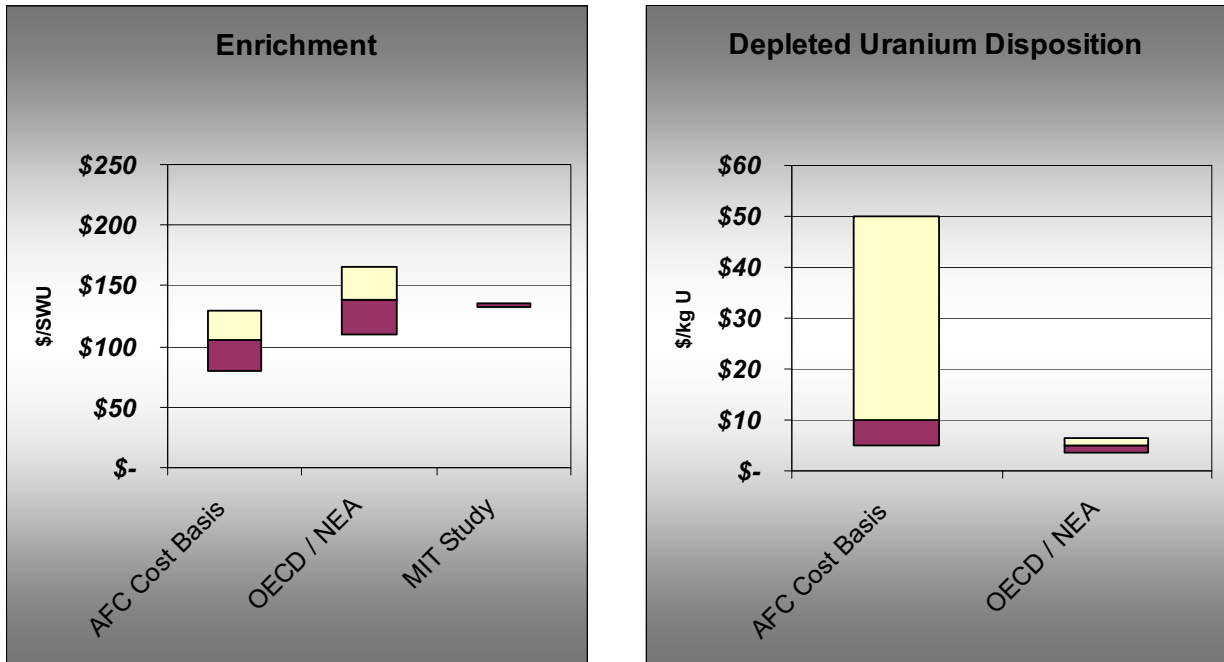 Enrichment
$250
$200
$150
$100
$50
$-
$/SWU
AFC Cost Basis
OECD / NEA
MIT Study
Depleted Uranium Disposition
$60
$50
$40
$30
$20
$10
$-
$/kg U
AFC Cost Basis
OECD / NEA